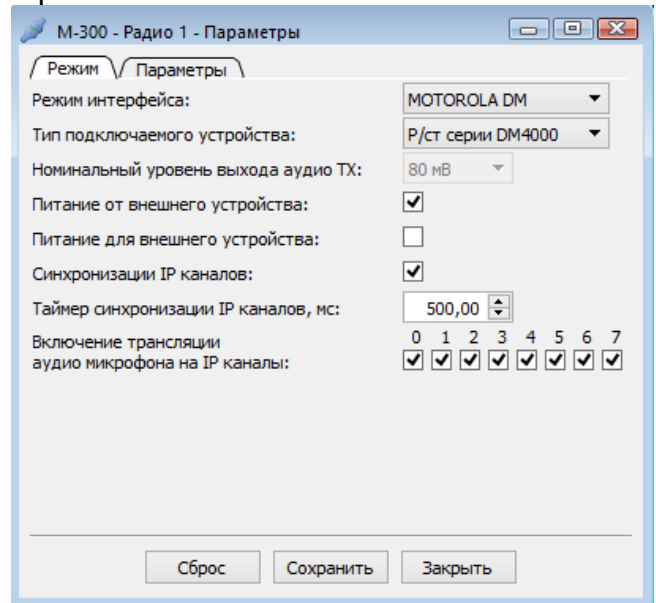 М-300 - Радио 1 - Параметры
Режим Параметры
Режим интерфейса: MOTOROLA DM
Тип подключаемого устройства: Р/ст серии DM4000
Номинальный уровень выхода аудио TX: 80 мВ
Питание от внешнего устройства:
Питание для внешнего устройства:
Синхронизации IP каналов:
Таймер синхронизации IP каналов, мс: 500,00
Включение трансляции 0 1 2 3 4 5 6 7
аудио микрофона на IP каналы:
Сброс Сохранить Закрыть